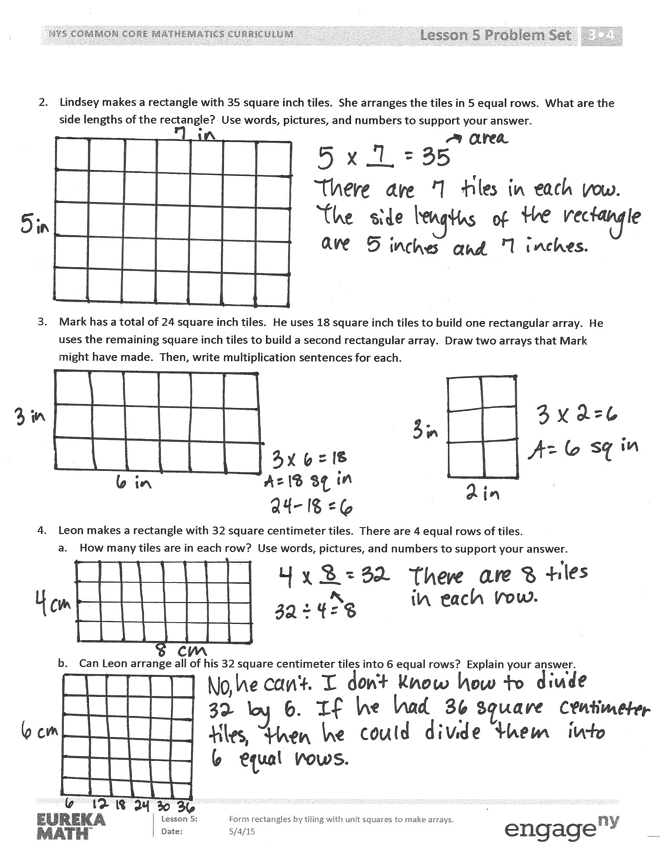 NYS COMMON CORE MATHEMATICS CURRICULUM Lesson 5 Problem Set 3•4
2. Lindsey makes a rectangle with 35 square inch tiles. She arranges the tiles in 5 equal rows. What are the
side lengths of the rectangle? Use words, pictures, and numbers to support your answer.
7 in
5 in
5 x 7 = 35 → area
There are 7 tiles in each row.
The side lengths of the rectangle
are 5 inches and 7 inches.
3. Mark has a total of 24 square inch tiles. He uses 18 square inch tiles to build one rectangular array. He
uses the remaining square inch tiles to build a second rectangular array. Draw two arrays that Mark
might have made. Then, write multiplication sentences for each.
3 in
6 in
3 x 6 = 18
A= 18 sq in
24-18 = 6
3 in
2 in
3 x 2 = 6
A= 6 sq in
4. Leon makes a rectangle with 32 square centimeter tiles. There are 4 equal rows of tiles.
a. How many tiles are in each row? Use words, pictures, and numbers to support your answer.
4 cm
8 cm
4 x 8 = 32
32 ÷ 4 = 8
There are 8 tiles
in each row.
b. Can Leon arrange all of his 32 square centimeter tiles into 6 equal rows? Explain your answer.
6 cm
6 12 18 24 30 36
No, he can't. I don't know how to divide
32 by 6. If he had 36 square centimeter
tiles, then he could divide them into
6 equal rows.
EUREKA
MATH™
Lesson 5: Form rectangles by tiling with unit squares to make arrays.
Date: 5/4/15
engage ny